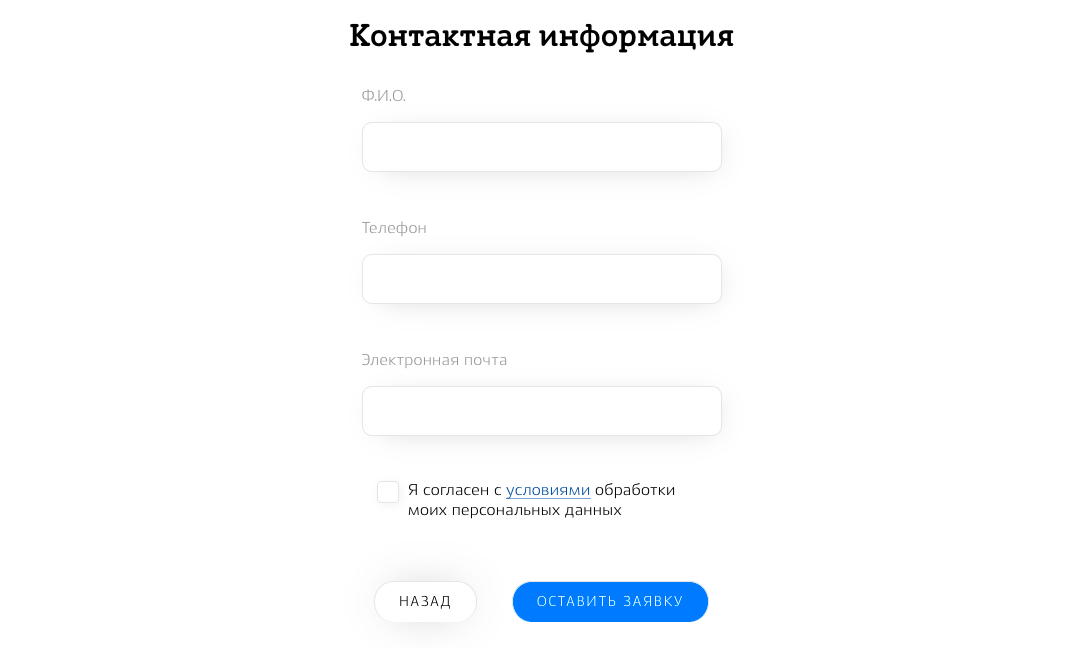 Контактная информация
Ф.И.О.
Телефон
Электронная почта
Я согласен с условиями обработки
моих персональных данных
НАЗАД
ОСТАВИТЬ ЗАЯВКУ